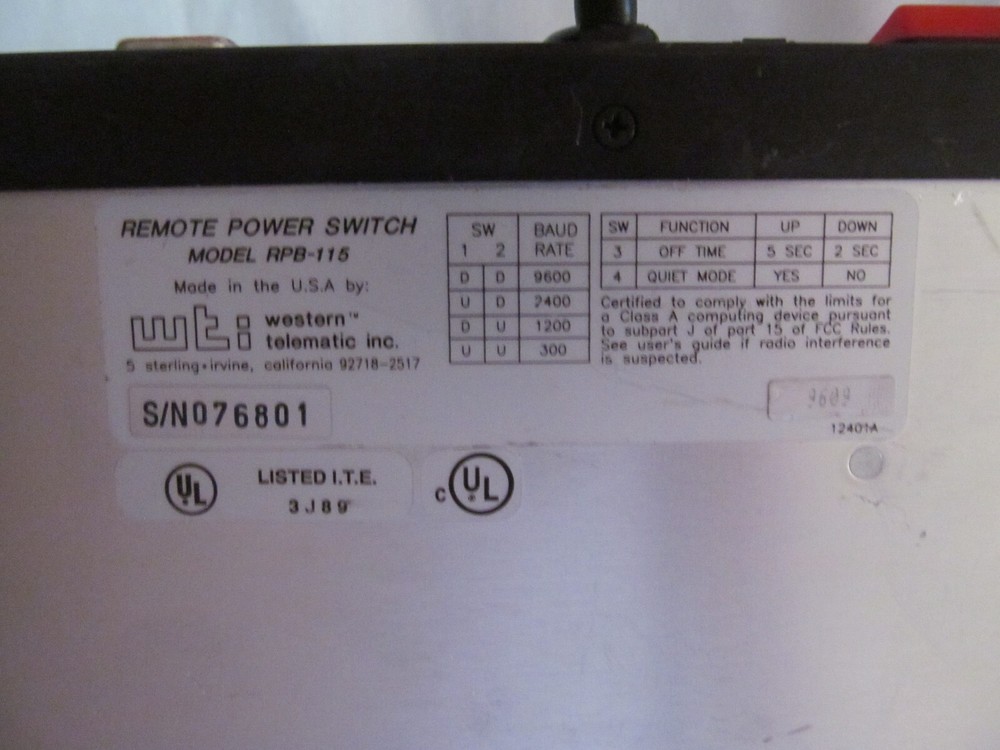 REMOTE POWER SWITCH
MODEL RPB-115
Made in the U.S.A by:
wti western™
telematic inc.
5 sterling•irvine, california 92718-2517
S/N076801
SW BAUD
1 2 RATE
D D 9600
U D 2400
D U 1200
U U 300
SW FUNCTION UP DOWN
3 OFF TIME 5 SEC 2 SEC
4 QUIET MODE YES NO
Certified to comply with the limits for
a Class A computing device pursuant
to subpart J of part 15 of FCC Rules.
See user's guide if radio interference
is suspected.
9609
12401A
UL LISTED I.T.E.
3J89
c UL